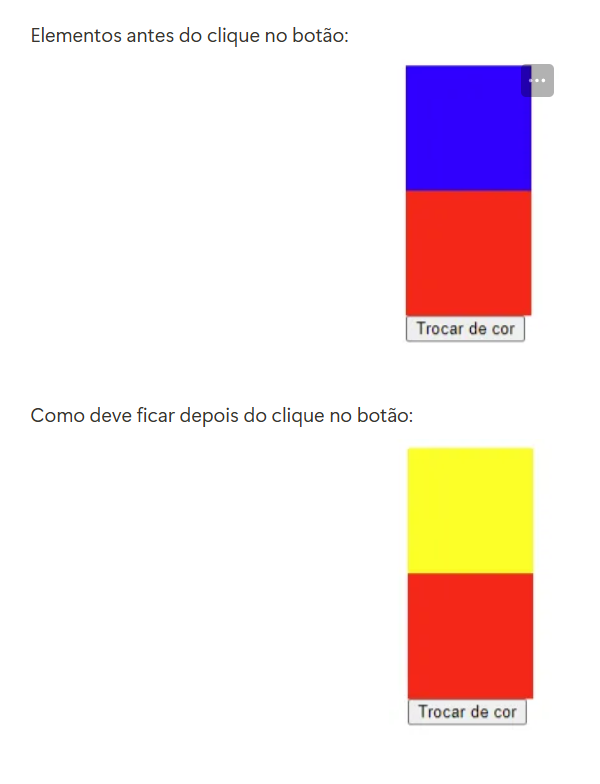 Elementos antes do clique no botão:
Trocar de cor
Como deve ficar depois do clique no botão:
Trocar de cor